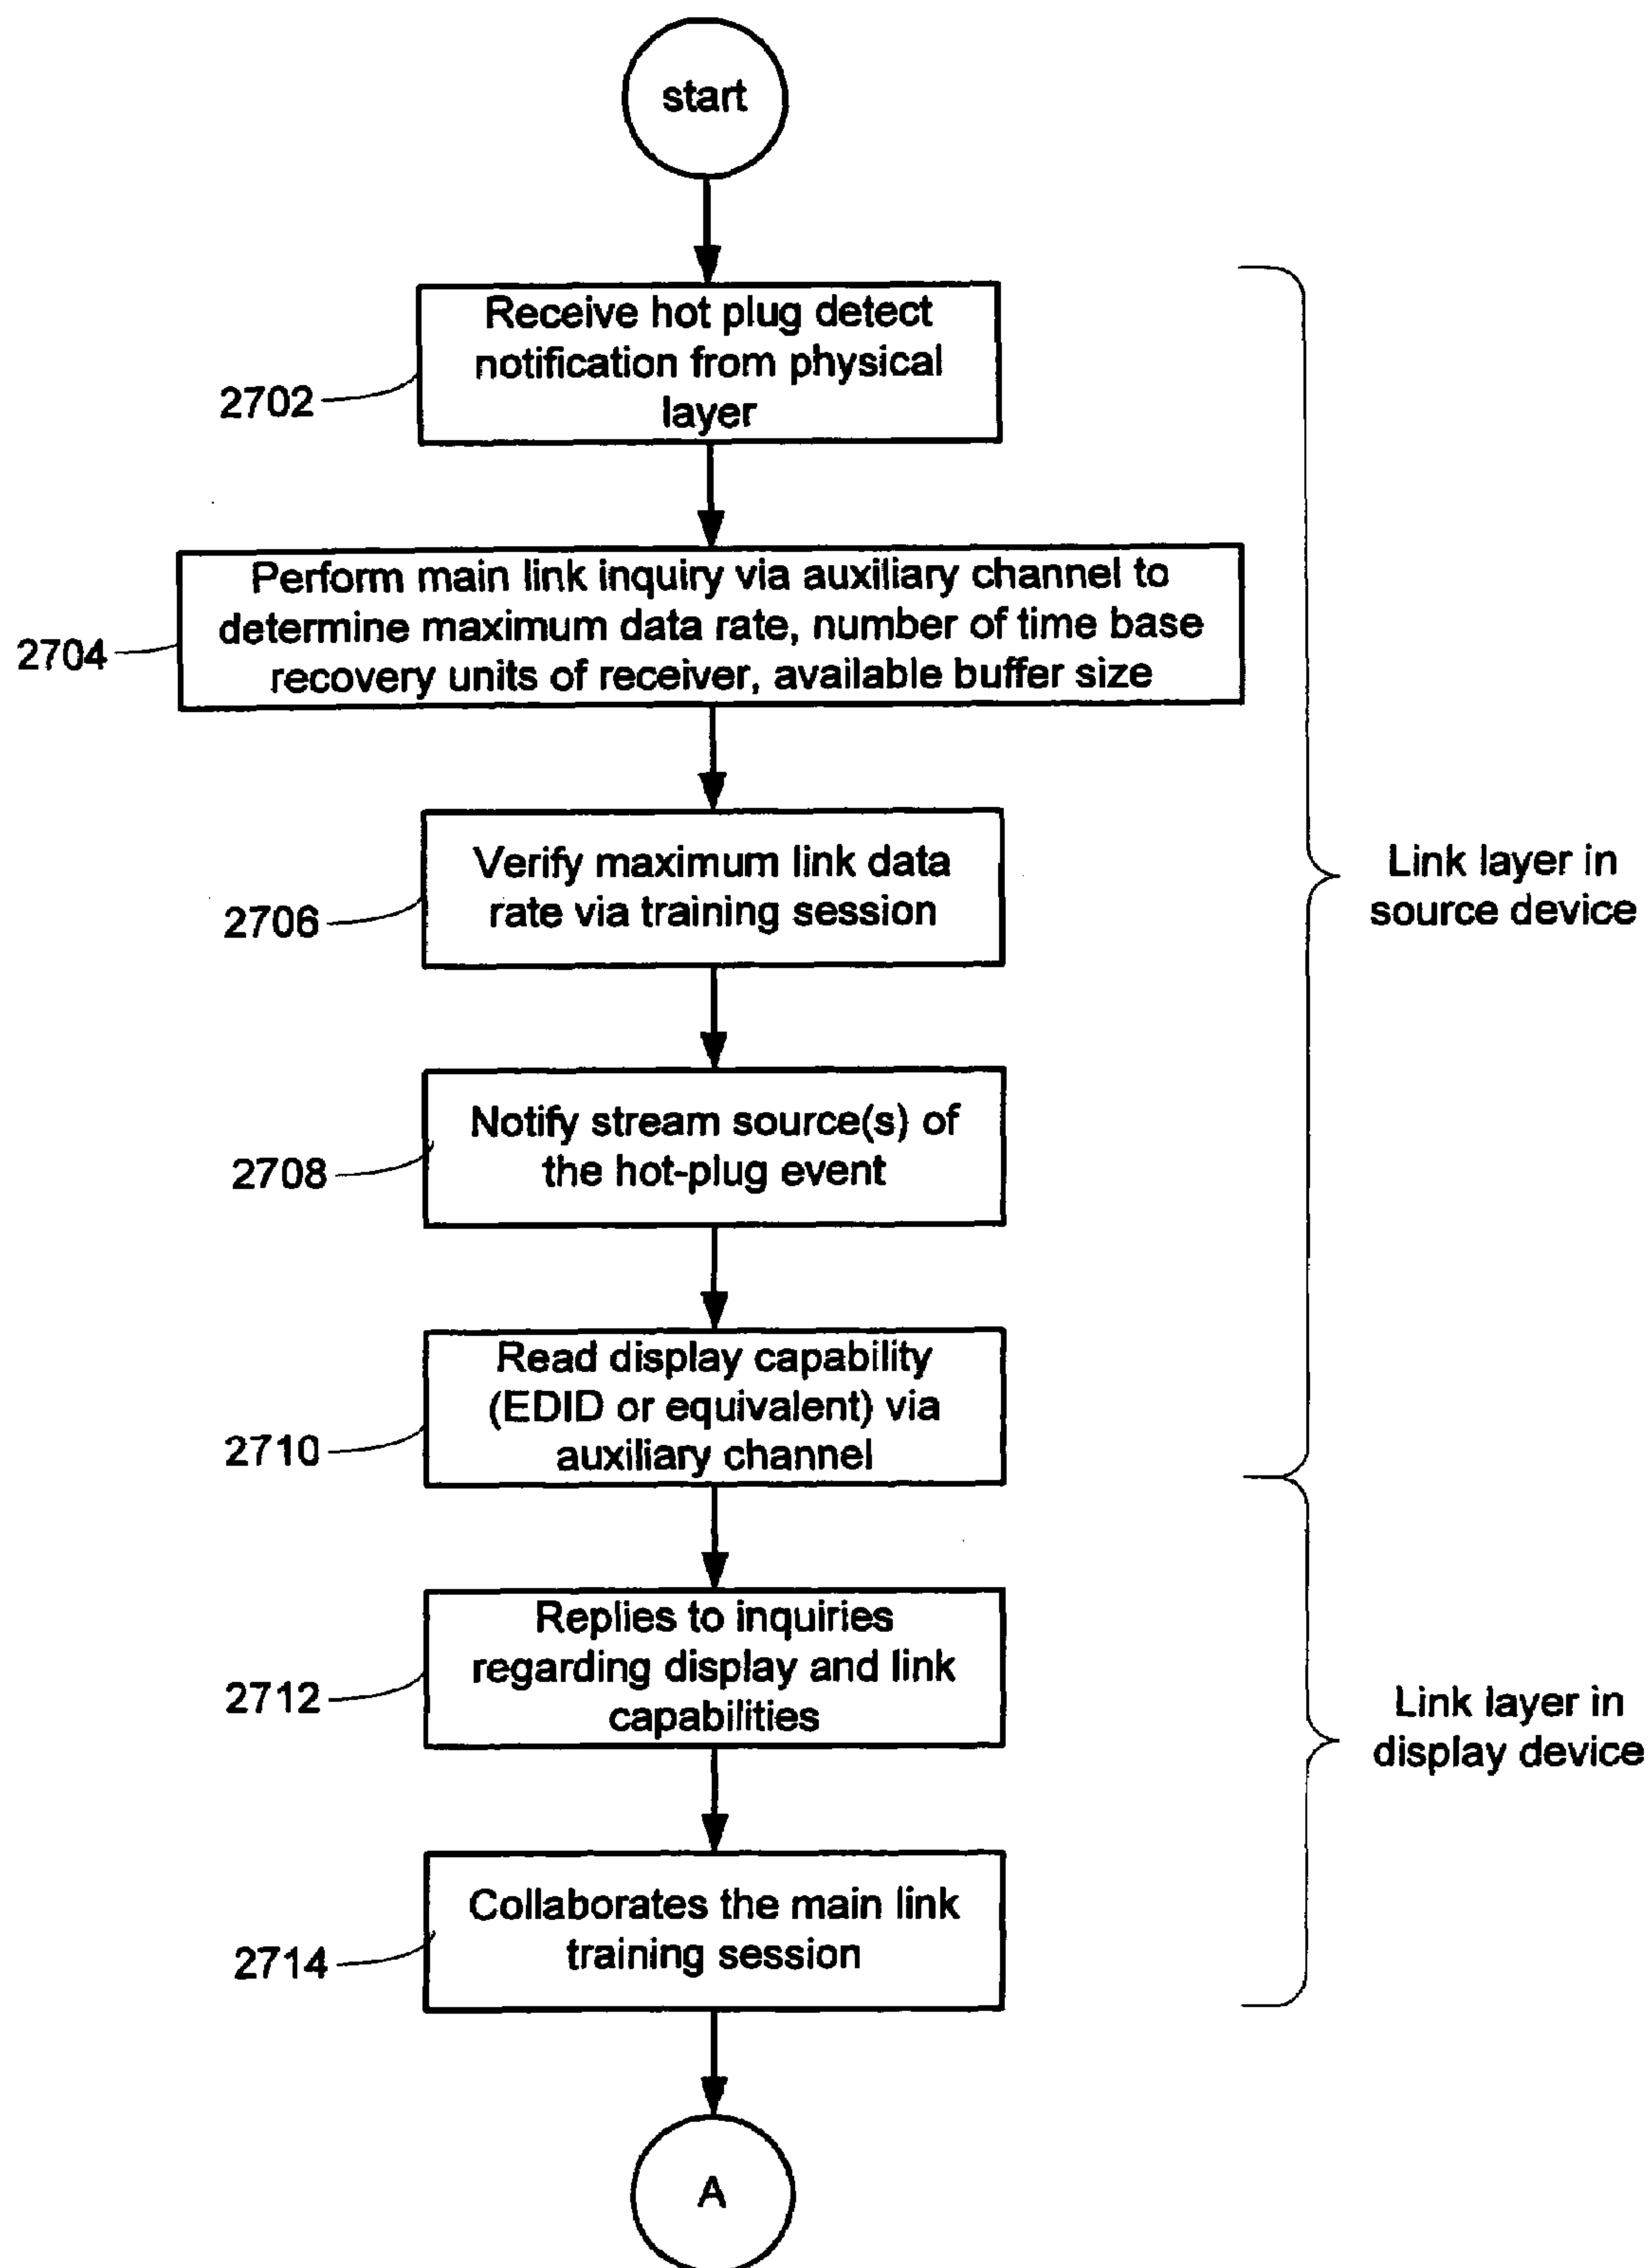 start
Receive hot plug detect
notification from physical
layer
2702
Perform main link inquiry via auxiliary channel to
determine maximum data rate, number of time base
recovery units of receiver, available buffer size
2704
Verify maximum link data
rate via training session
2706
Link layer in
source device
Notify stream source(s) of
the hot-plug event
2708
Read display capability
(EDID or equivalent) via
auxiliary channel
2710
Replies to inquiries
regarding display and link
capabilities
2712
Link layer in
display device
Collaborates the main link
training session
2714
A